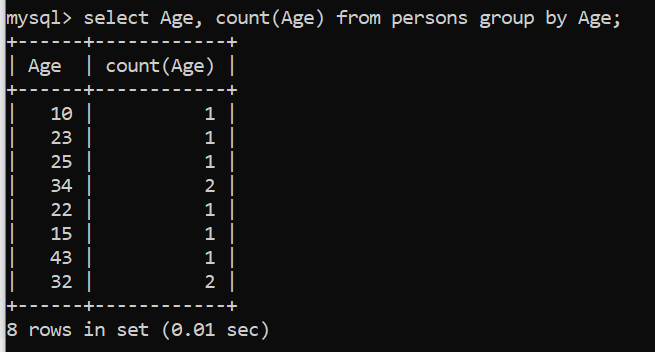 mysql> select Age, count(Age) from persons group by Age;
+------+------------+
| Age  | count(Age) |
+------+------------+
|   10 |          1 |
|   23 |          1 |
|   25 |          1 |
|   34 |          2 |
|   22 |          1 |
|   15 |          1 |
|   43 |          1 |
|   32 |          2 |
+------+------------+
8 rows in set (0.01 sec)